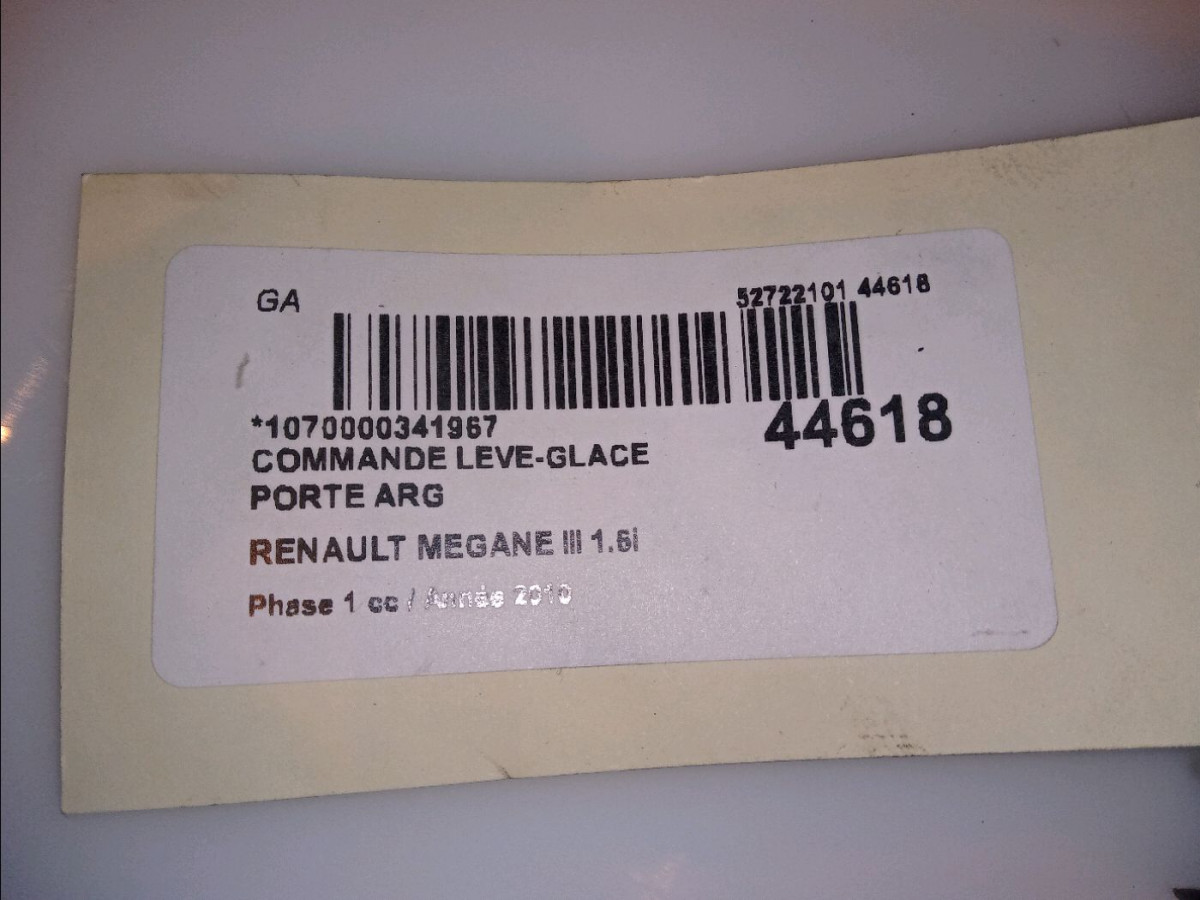 GA
52722101 44618
*1070000341967
44618
COMMANDE LEVE-GLACE
PORTE ARG
RENAULT MEGANE III 1.6i
Phase 1 cc / Année 2010